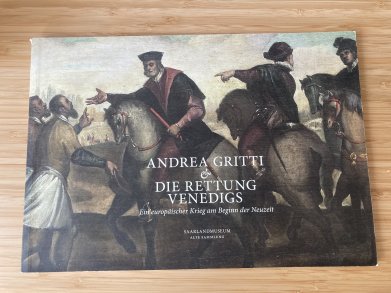 ANDREA GRITTI
&
DIE RETTUNG
VENEDIGS
Ein europäischer Krieg am Beginn der Neuzeit
SAARLANDMUSEUM
ALTE SAMMLUNG